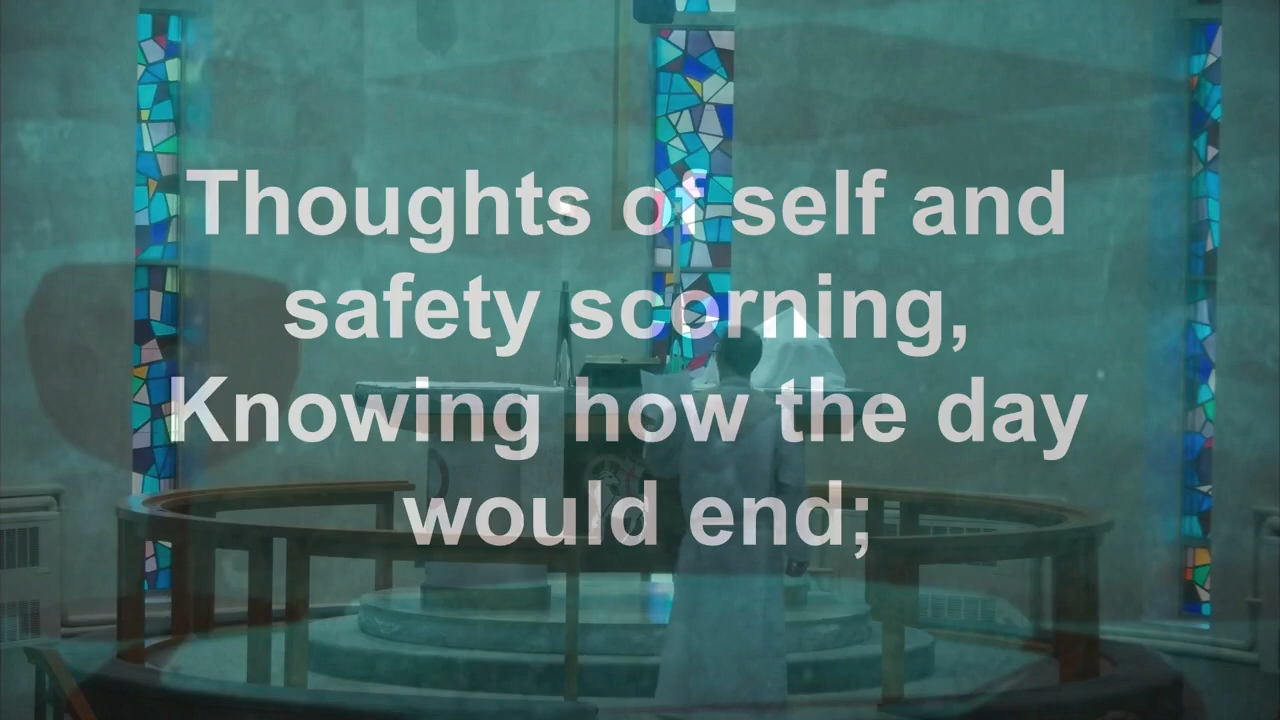 Thoughts of self and
safety scorning,
Knowing how the day
would end;